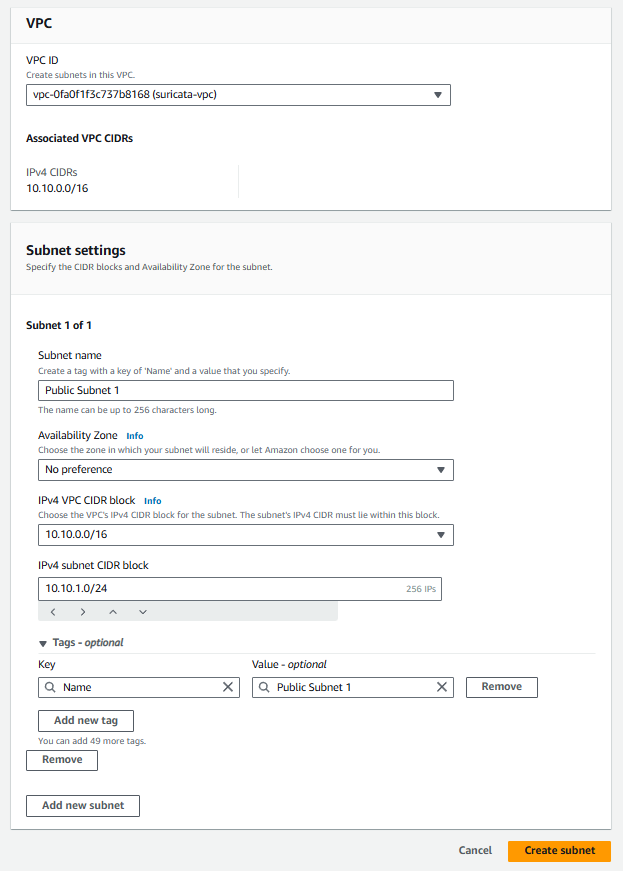 VPC
VPC ID
Create subnets in this VPC.
vpc-0fa0f1f3c737b8168 (suricata-vpc)
Associated VPC CIDRs
IPv4 CIDRs
10.10.0.0/16
Subnet settings
Specify the CIDR blocks and Availability Zone for the subnet.
Subnet 1 of 1
Subnet name
Create a tag with a key of 'Name' and a value that you specify.
Public Subnet 1
The name can be up to 256 characters long.
Availability Zone Info
Choose the zone in which your subnet will reside, or let Amazon choose one for you.
No preference
IPv4 VPC CIDR block Info
Choose the VPC's IPv4 CIDR block for the subnet. The subnet's IPv4 CIDR must lie within this block.
10.10.0.0/16
IPv4 subnet CIDR block
10.10.1.0/24 256 IPs
Tags - optional
Key Value - optional
Name Public Subnet 1 Remove
Add new tag
You can add 49 more tags.
Remove
Add new subnet
Cancel Create subnet